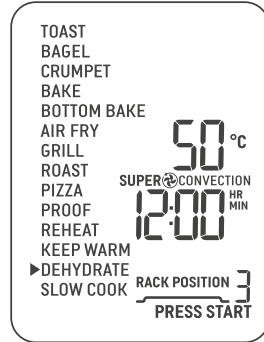 TOAST
BAGEL
CRUMPET
BAKE
BOTTOM BAKE
AIR FRY
GRILL
ROAST
PIZZA
PROOF
REHEAT
KEEP WARM
▶DEHYDRATE
SLOW COOK
50 °C
SUPER CONVECTION
12:00 HR
MIN
RACK POSITION 3
PRESS START